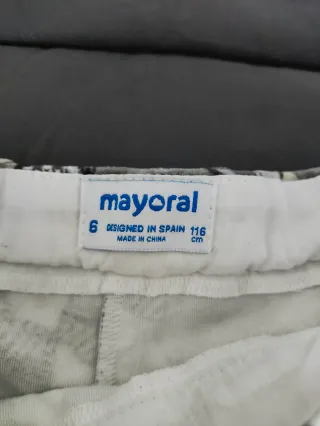 mayoral
6 DESIGNED IN SPAIN 116
MADE IN CHINA cm